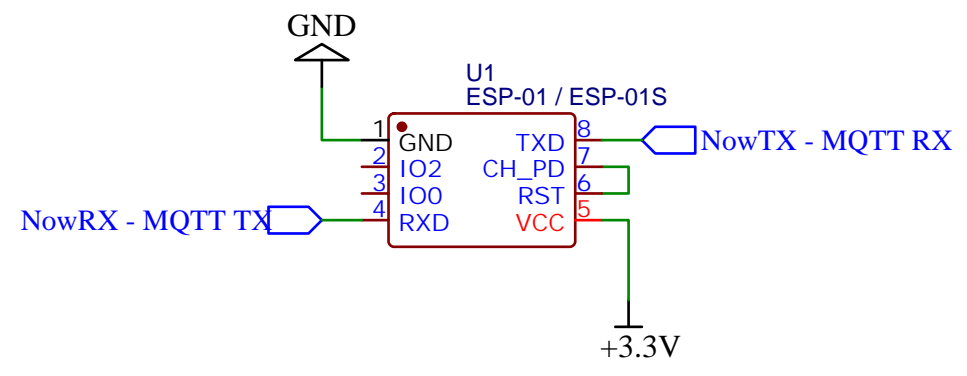 GND
U1
ESP-01 / ESP-01S
1 GND TXD 8
2 IO2 CH_PD 7
3 IO0 RST 6
4 RXD VCC 5
NowTX - MQTT RX
NowRX - MQTT TX
+3.3V